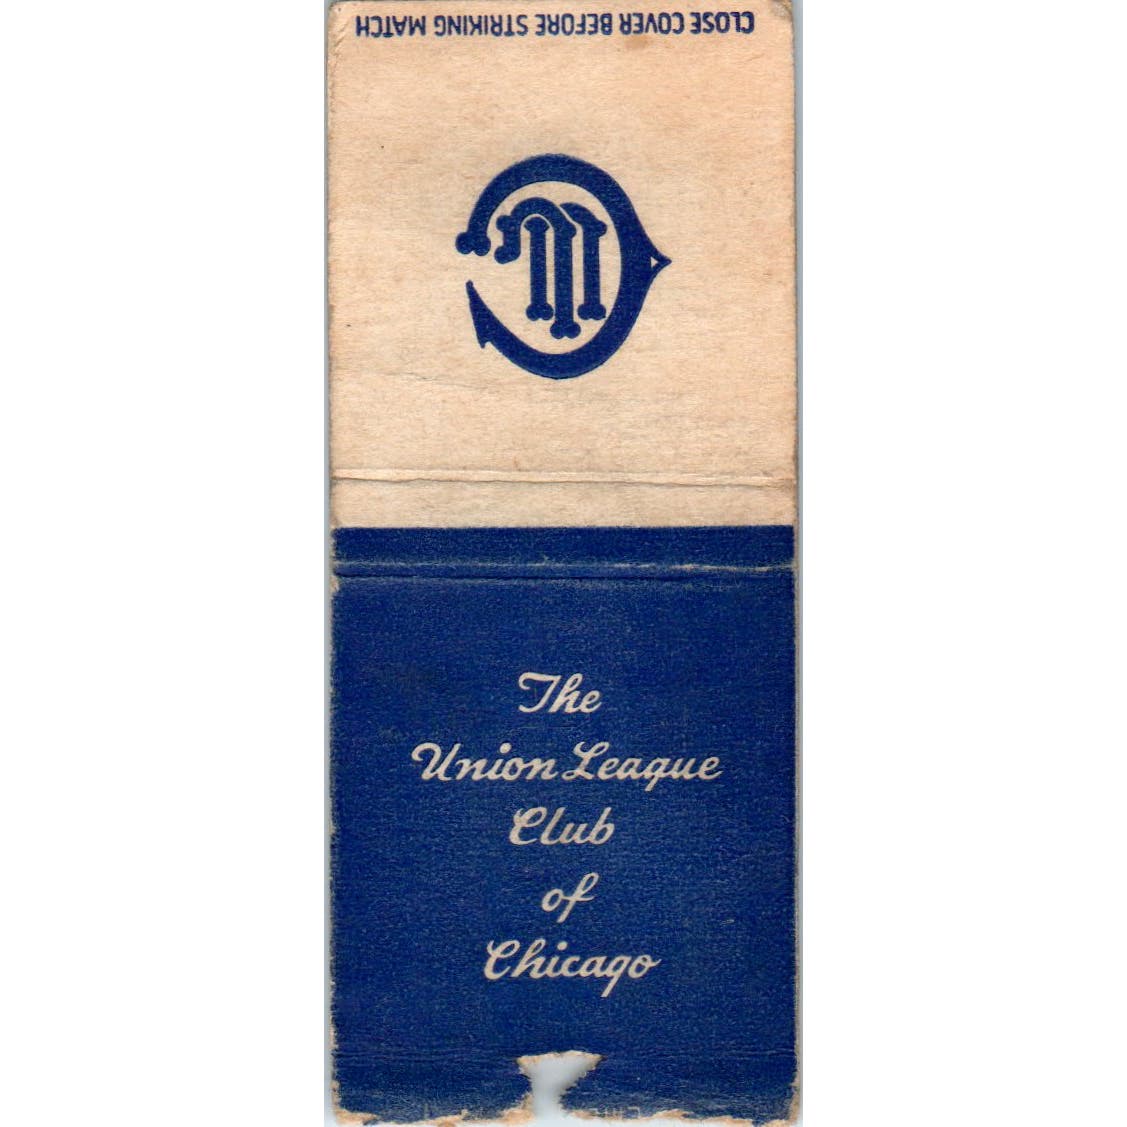 CLOSE COVER BEFORE STRIKING MATCH
The
Union League
Club
of
Chicago